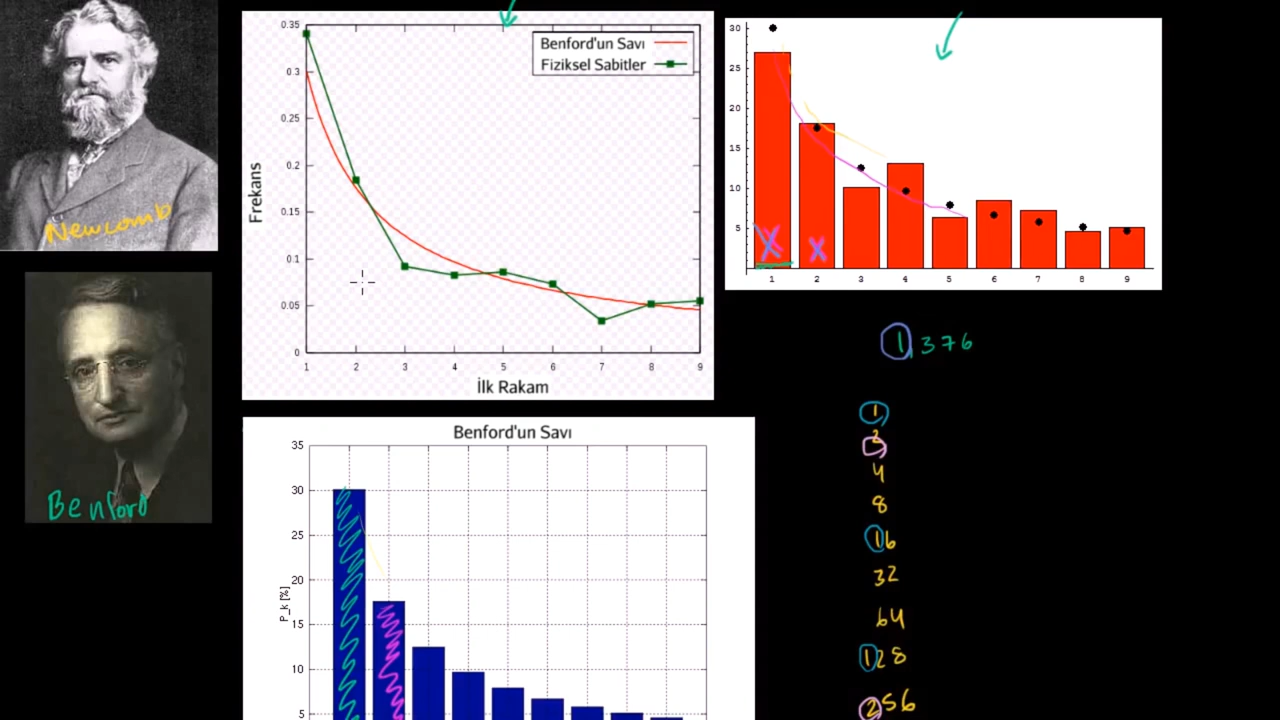 Newcomb
Benford
0.35
0.3
0.25
0.2
0.15
0.1
0.05
0
Frekans
Benford'un Savı
Fiziksel Sabitler
1 2 3 4 5 6 7 8 9
İlk Rakam
30
25
20
15
10
5
X X
1 2 3 4 5 6 7 8 9
Benford'un Savı
35
30
25
20
15
10
5
P_k [%]
1,376
1
2
4
8
16
32
64
128
256